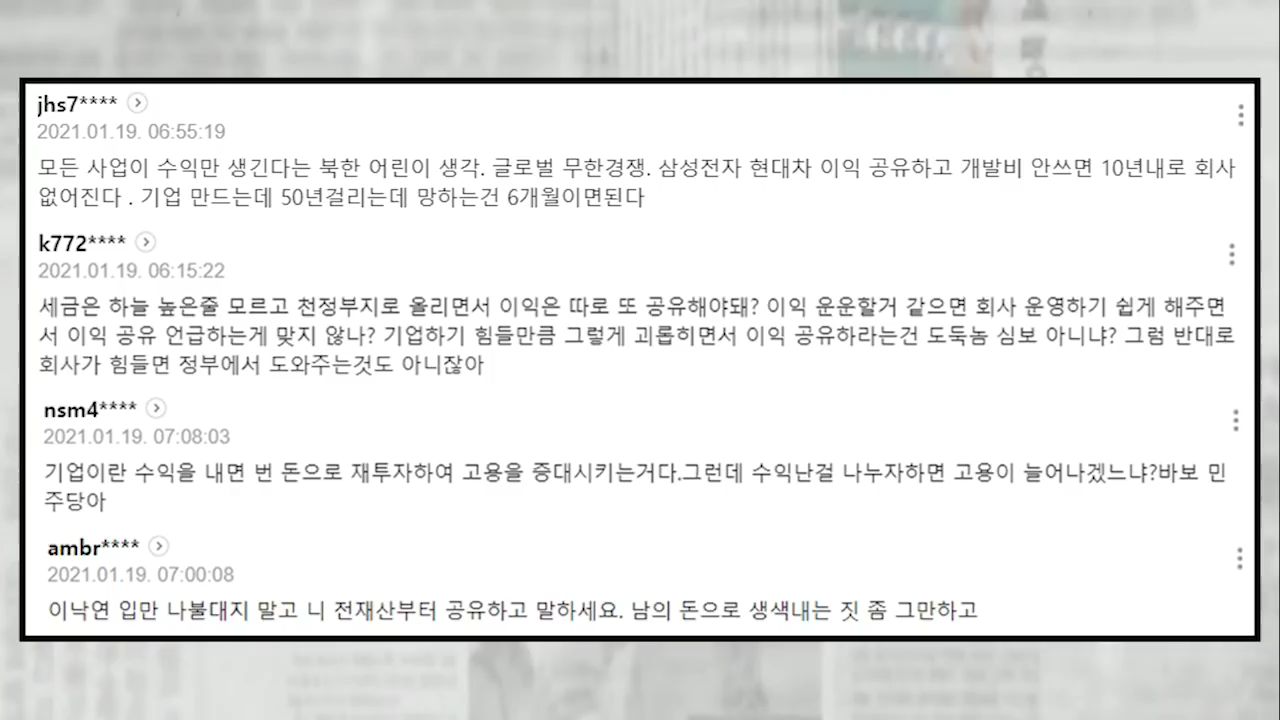 jhs7****
2021.01.19. 06:55:19
모든 사업이 수익만 생긴다는 북한 어린이 생각. 글로벌 무한경쟁. 삼성전자 현대차 이익 공유하고 개발비 안쓰면 10년내로 회사
없어진다 . 기업 만드는데 50년걸리는데 망하는건 6개월이면된다
k772****
2021.01.19. 06:15:22
세금은 하늘 높은줄 모르고 천정부지로 올리면서 이익은 따로 또 공유해야돼? 이익 운운할거 같으면 회사 운영하기 쉽게 해주면
서 이익 공유 언급하는게 맞지 않나? 기업하기 힘들만큼 그렇게 괴롭히면서 이익 공유하라는건 도둑놈 심보 아니냐? 그럼 반대로
회사가 힘들면 정부에서 도와주는것도 아니잖아
nsm4****
2021.01.19. 07:08:03
기업이란 수익을 내면 번 돈으로 재투자하여 고용을 증대시키는거다.그런데 수익난걸 나누자하면 고용이 늘어나겠느냐?바보 민
주당아
ambr****
2021.01.19. 07:00:08
이낙연 입만 나불대지 말고 니 전재산부터 공유하고 말하세요. 남의 돈으로 생색내는 짓 좀 그만하고